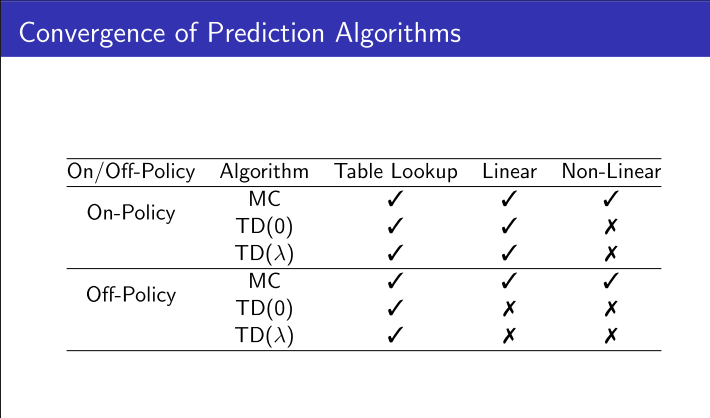 Convergence of Prediction Algorithms
On/Off-Policy Algorithm Table Lookup Linear Non-Linear
On-Policy MC ✓ ✓ ✓
TD(0) ✓ ✓ ✗
TD(λ) ✓ ✓ ✗
Off-Policy MC ✓ ✓ ✓
TD(0) ✓ ✗ ✗
TD(λ) ✓ ✗ ✗